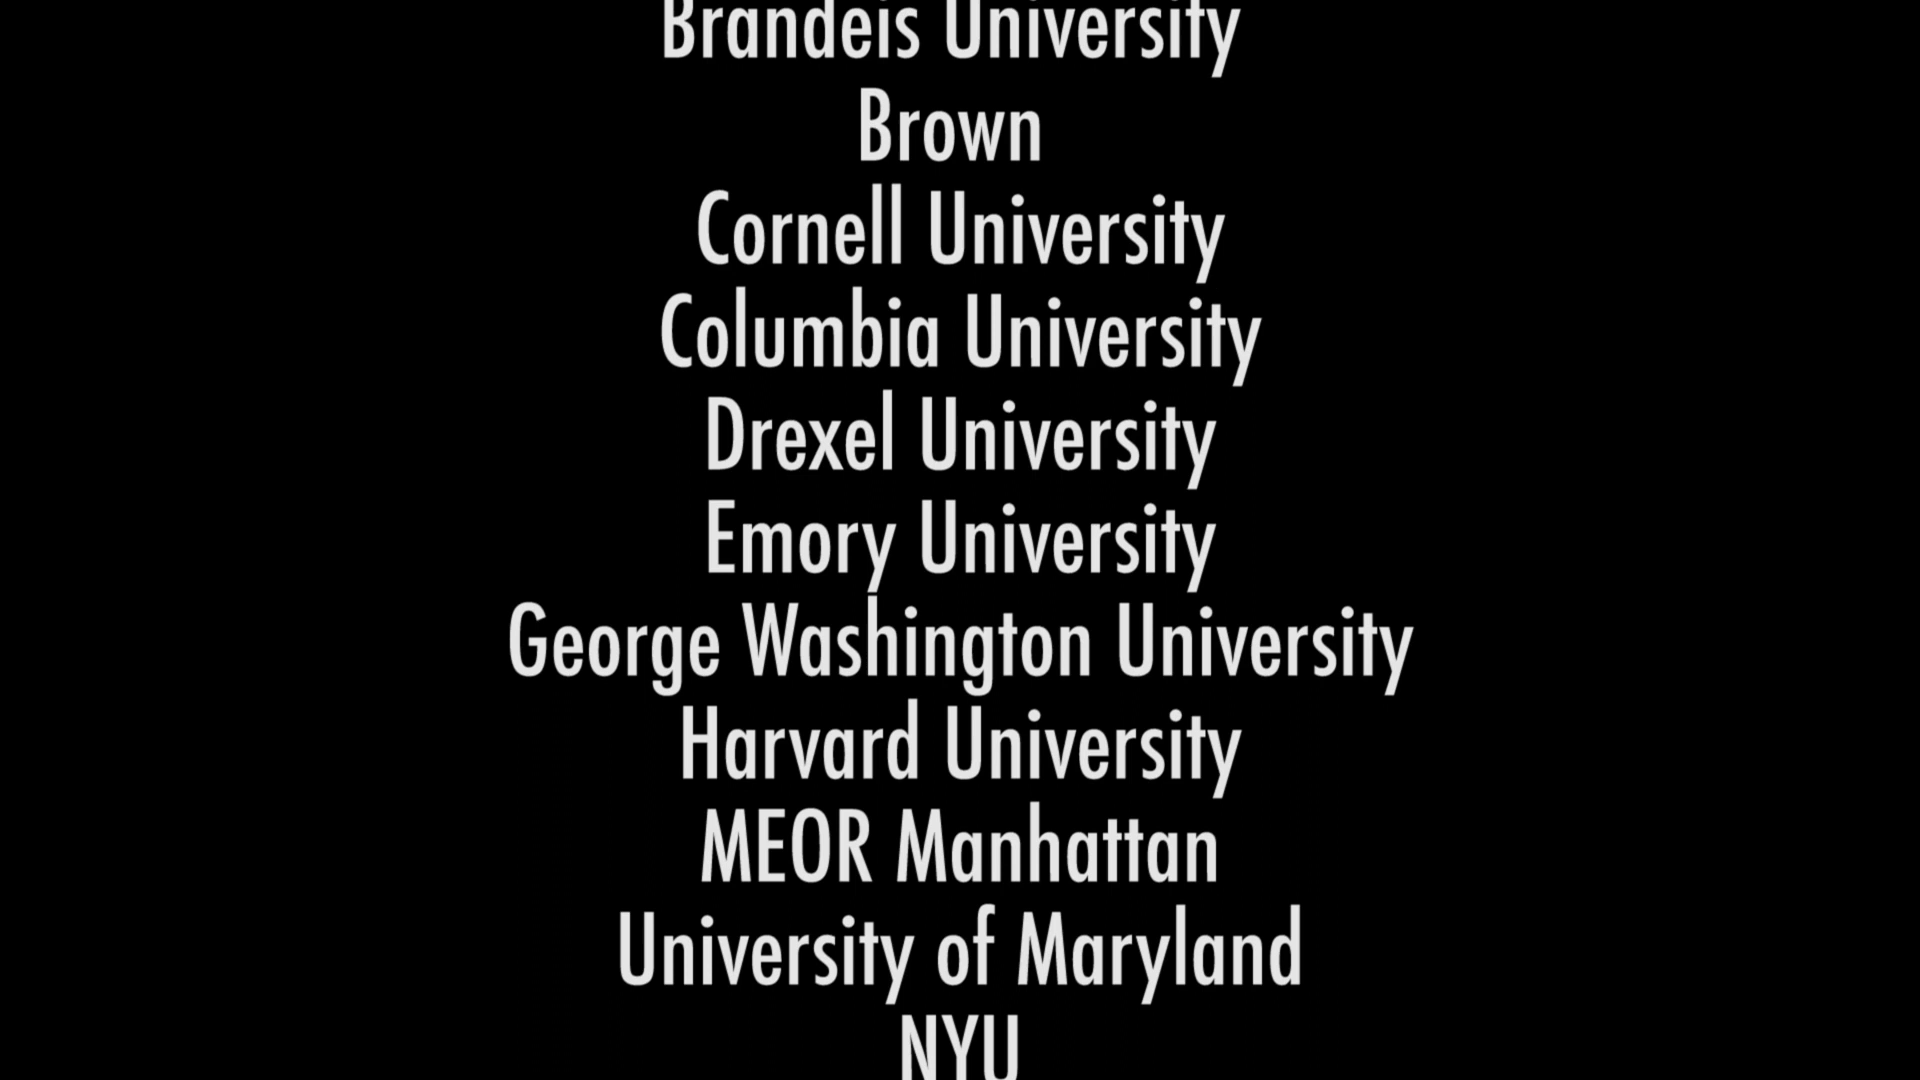 Brandeis University
Brown
Cornell University
Columbia University
Drexel University
Emory University
George Washington University
Harvard University
MEOR Manhattan
University of Maryland
NYU